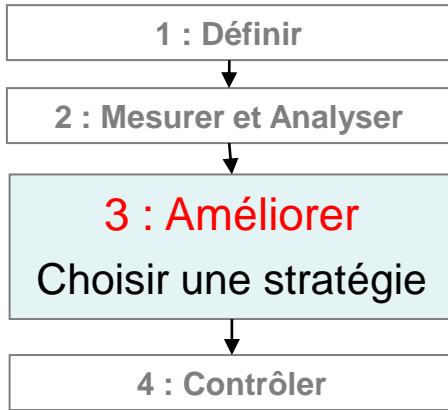 1 : Définir
2 : Mesurer et Analyser
3 : Améliorer
Choisir une stratégie
4 : Contrôler